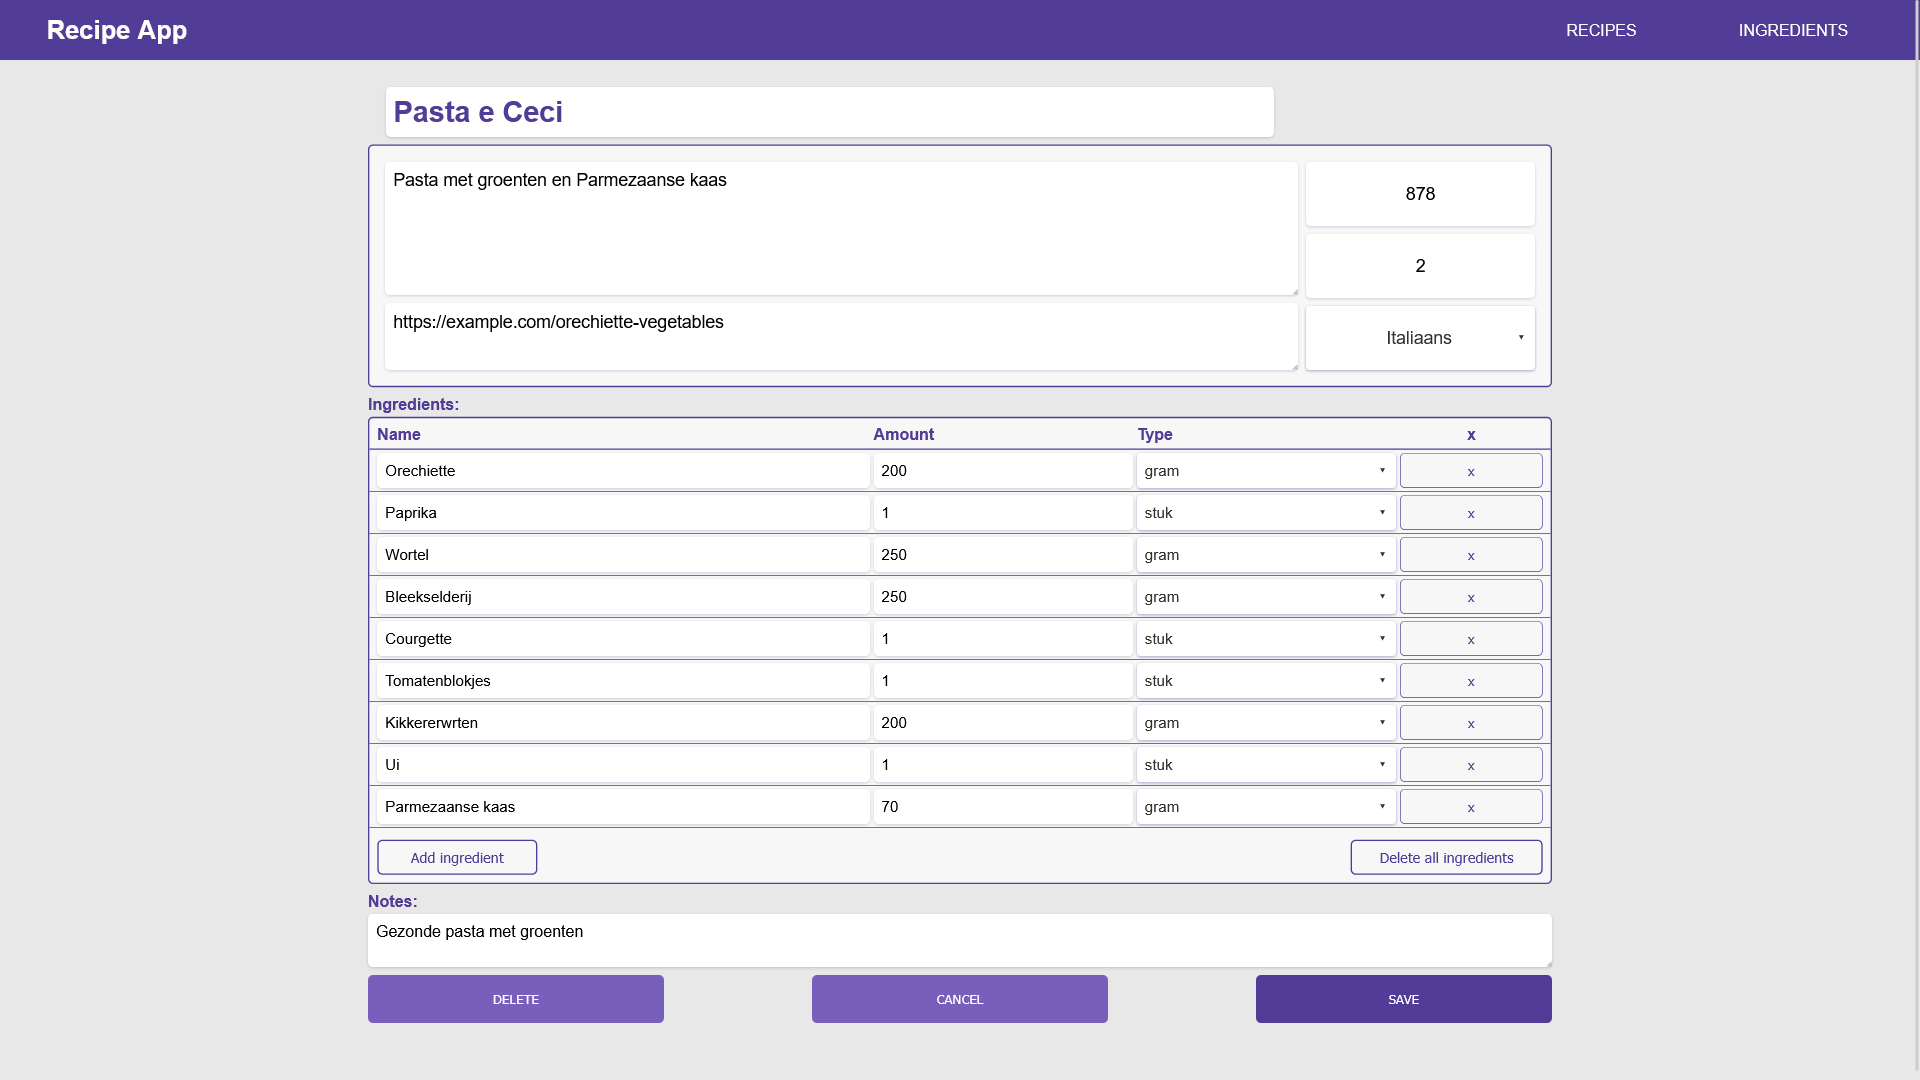 Recipe App
RECIPES
INGREDIENTS
Pasta e Ceci
Pasta met groenten en Parmezaanse kaas
878
2
https://example.com/orechiette-vegetables
Italiaans
Ingredients:
Name Amount Type x
Orechiette 200 gram x
Paprika 1 stuk x
Wortel 250 gram x
Bleekselderij 250 gram x
Courgette 1 stuk x
Tomatenblokjes 1 stuk x
Kikkererwrten 200 gram x
Ui 1 stuk x
Parmezaanse kaas 70 gram x
Add ingredient Delete all ingredients
Notes:
Gezonde pasta met groenten
DELETE CANCEL SAVE